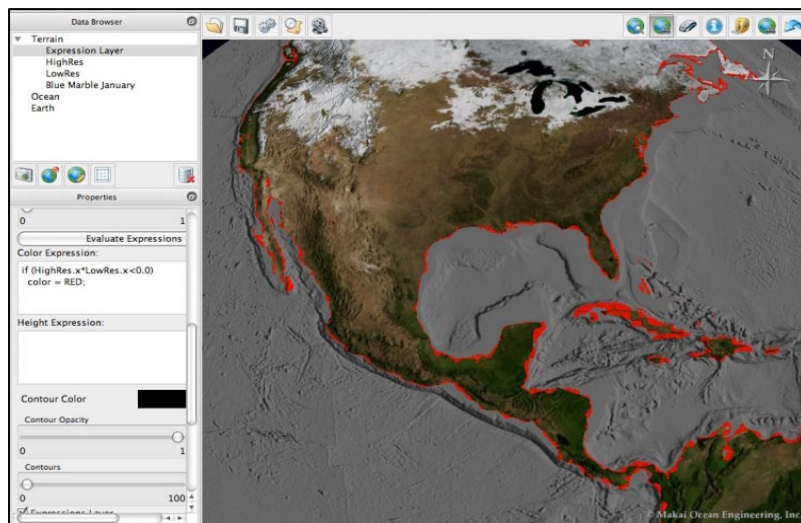 Data Browser
Terrain
Expression Layer
HighRes
LowRes
Blue Marble January
Ocean
Earth
Properties
0 1
Evaluate Expressions
Color Expression:
if (HighRes.x*LowRes.x<0.0)
color = RED;
Height Expression:
Contour Color
Contour Opacity
0 1
Contours
0 100
Expressions Layer
N
© Makai Ocean Engineering, Inc